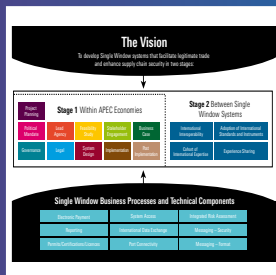 The Vision
To develop Single Window systems that facilitate legitimate trade
and enhance supply chain security in two stages:
Project
Planning
Stage 1 Within APEC Economies
Stage 2 Between Single
Window Systems
Political
Mandate
Lead
Agency
Feasibility
Study
Stakeholder
Engagement
Business
Case
Governance
Legal
System
Design
Implementation
Post
Implementation
International
Interoperability
Adoption of International
Standards and Instruments
Cohort of
International Expertise
Experience Sharing
Single Window Business Processes and Technical Components
Electronic Payment
System Access
Integrated Risk Assessment
Reporting
International Data Exchange
Messaging – Security
Permits/Certificates/Licences
Port Connectivity
Messaging – Format